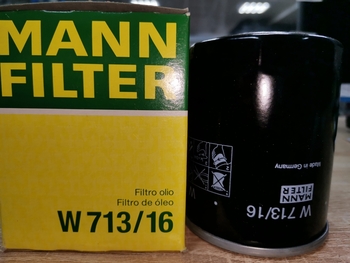 MANN
FILTER
Filtro olio
Filtro de óleo
W 713/16
W 713/16
MANN
FILTER
Made in Germany